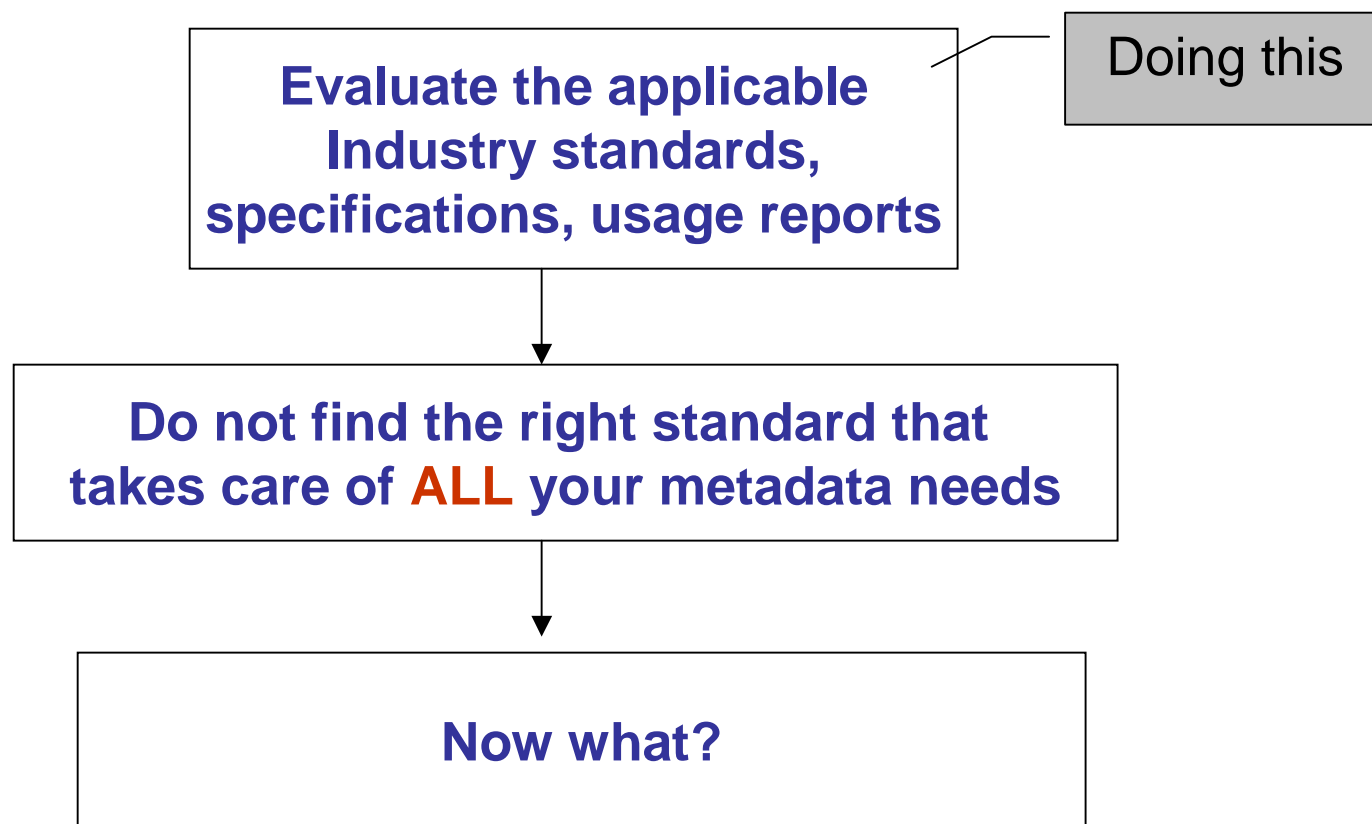 Evaluate the applicable
Industry standards,
specifications, usage reports
Doing this
Do not find the right standard that
takes care of ALL your metadata needs
Now what?